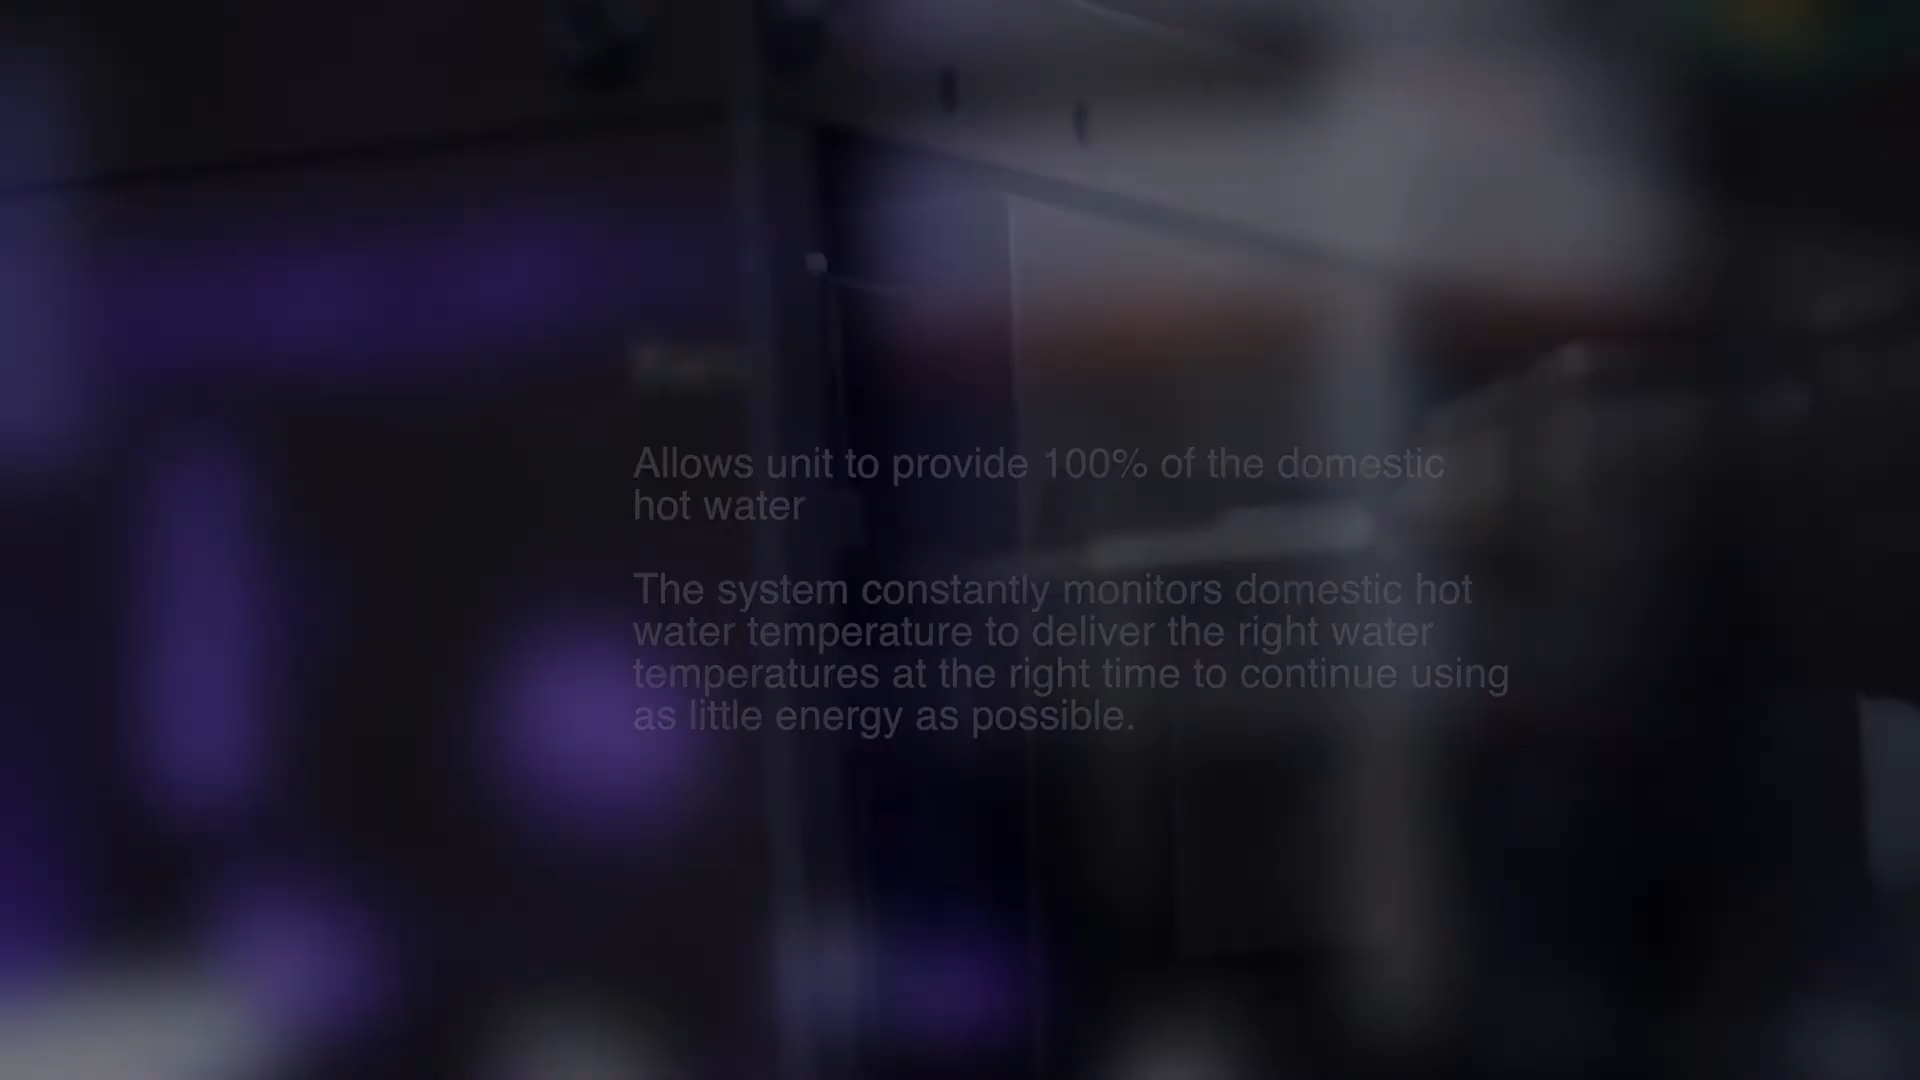 Allows unit to provide 100% of the domestic
hot water
The system constantly monitors domestic hot
water temperature to deliver the right water
temperatures at the right time to continue using
as little energy as possible.